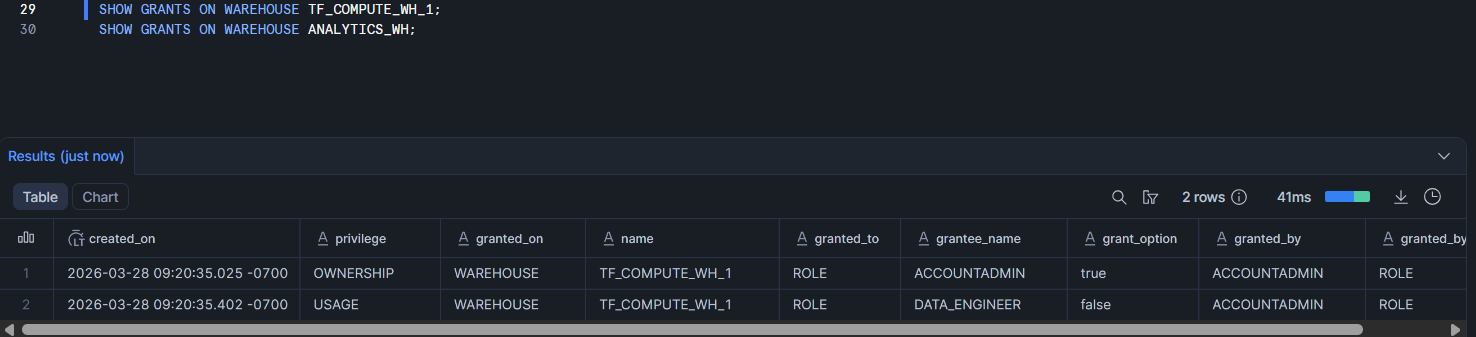 29 SHOW GRANTS ON WAREHOUSE TF_COMPUTE_WH_1;
30 SHOW GRANTS ON WAREHOUSE ANALYTICS_WH;
Results (just now)
Table Chart 2 rows 41ms
created_on privilege granted_on name granted_to grantee_name grant_option granted_by granted_by
1 2026-03-28 09:20:35.025 -0700 OWNERSHIP WAREHOUSE TF_COMPUTE_WH_1 ROLE ACCOUNTADMIN true ACCOUNTADMIN ROLE
2 2026-03-28 09:20:35.402 -0700 USAGE WAREHOUSE TF_COMPUTE_WH_1 ROLE DATA_ENGINEER false ACCOUNTADMIN ROLE